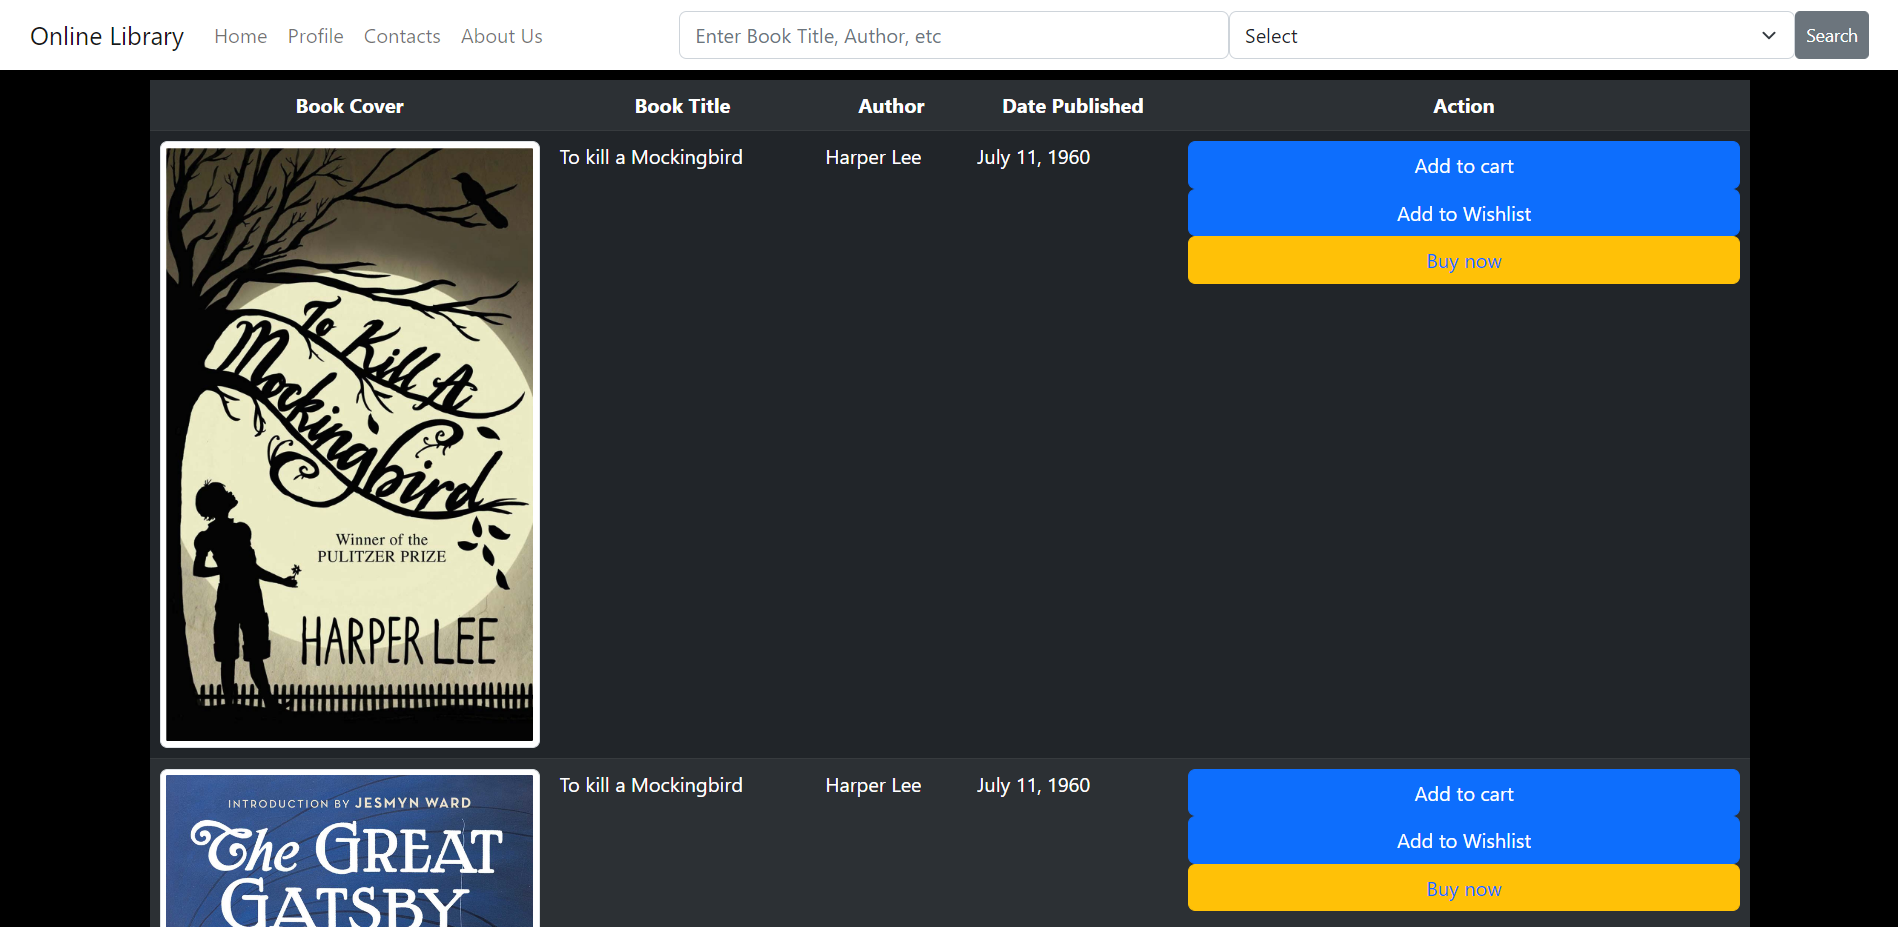 Online Library Home Profile Contacts About Us Enter Book Title, Author, etc Select Search
Book Cover Book Title Author Date Published Action
To kill a Mockingbird Harper Lee July 11, 1960 Add to cart
Add to Wishlist
Buy now
To Kill A
Mockingbird
Winner of the
PULITZER PRIZE
HARPER LEE
To kill a Mockingbird Harper Lee July 11, 1960 Add to cart
Add to Wishlist
Buy now
INTRODUCTION BY JESMYN WARD
The GREAT
GATSBY